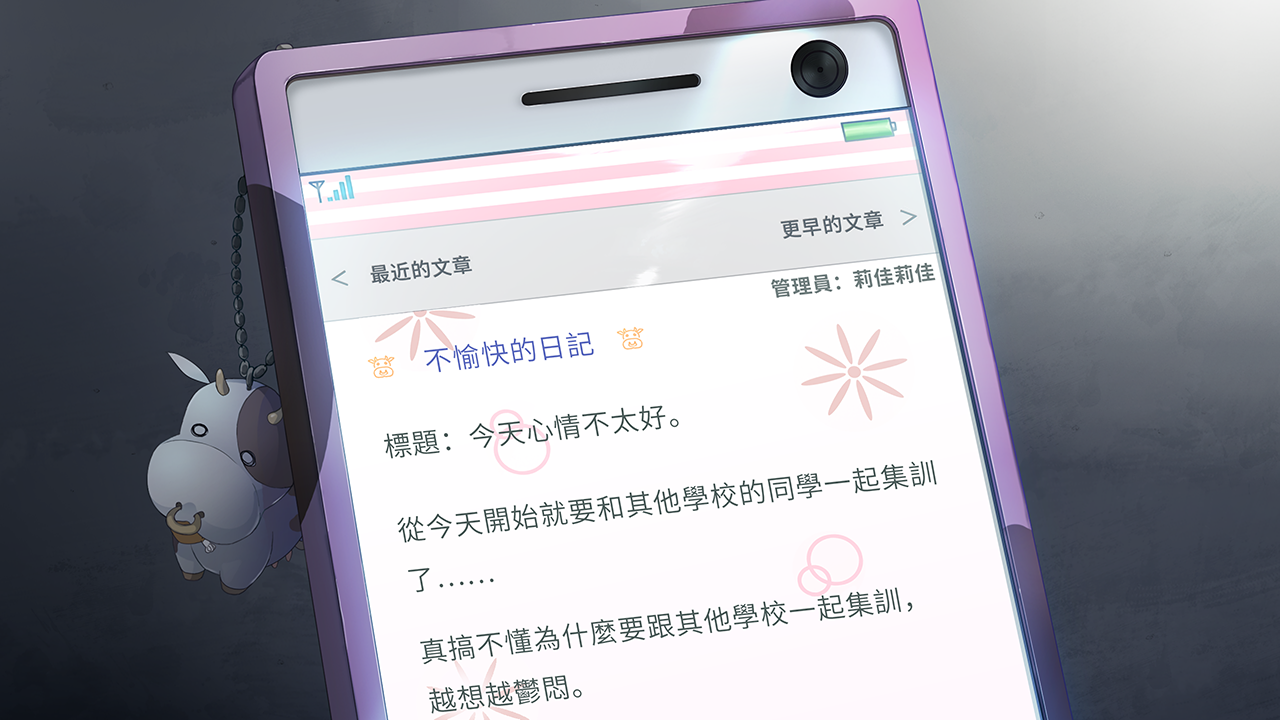 < 最近的文章
更早的文章 >
管理員：莉佳莉佳
不愉快的日記
標題：今天心情不太好。
從今天開始就要和其他學校的同學一起集訓
了……
真搞不懂為什麼要跟其他學校一起集訓，
越想越鬱悶。